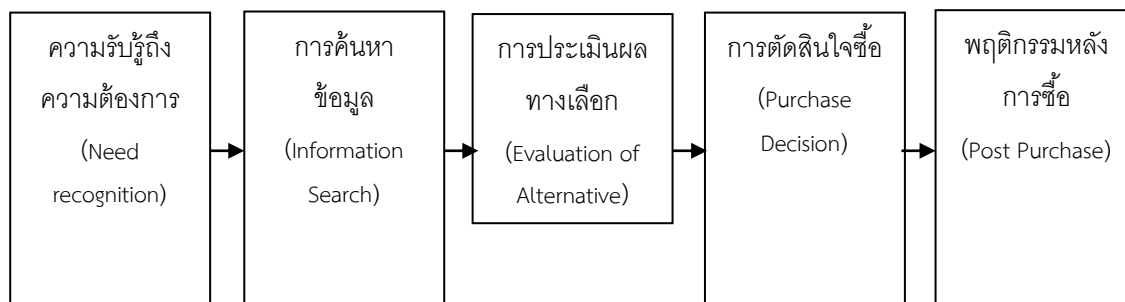 ความรับรู้ถึง
ความต้องการ
(Need
recognition)
การค้นหา
ข้อมูล
(Information
Search)
การประเมินผล
ทางเลือก
(Evaluation of
Alternative)
การตัดสินใจซื้อ
(Purchase
Decision)
พฤติกรรมหลัง
การซื้อ
(Post Purchase)